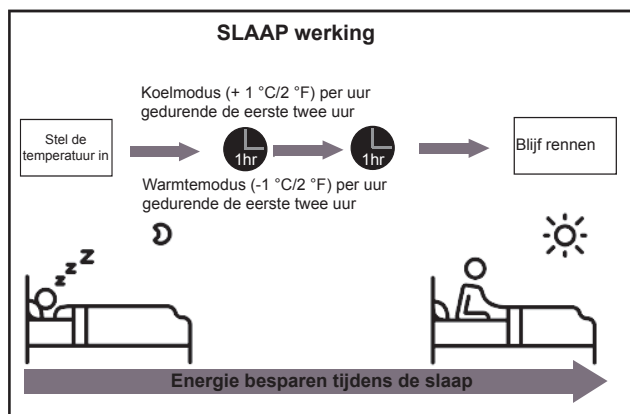 SLAAP werking
Koelmodus (+ 1 °C/2 °F) per uur
gedurende de eerste twee uur
Stel de
temperatuur in
1hr
1hr
Blijf rennen
Warmtemodus (-1 °C/2 °F) per uur
gedurende de eerste twee uur
z z z Z
Energie besparen tijdens de slaap